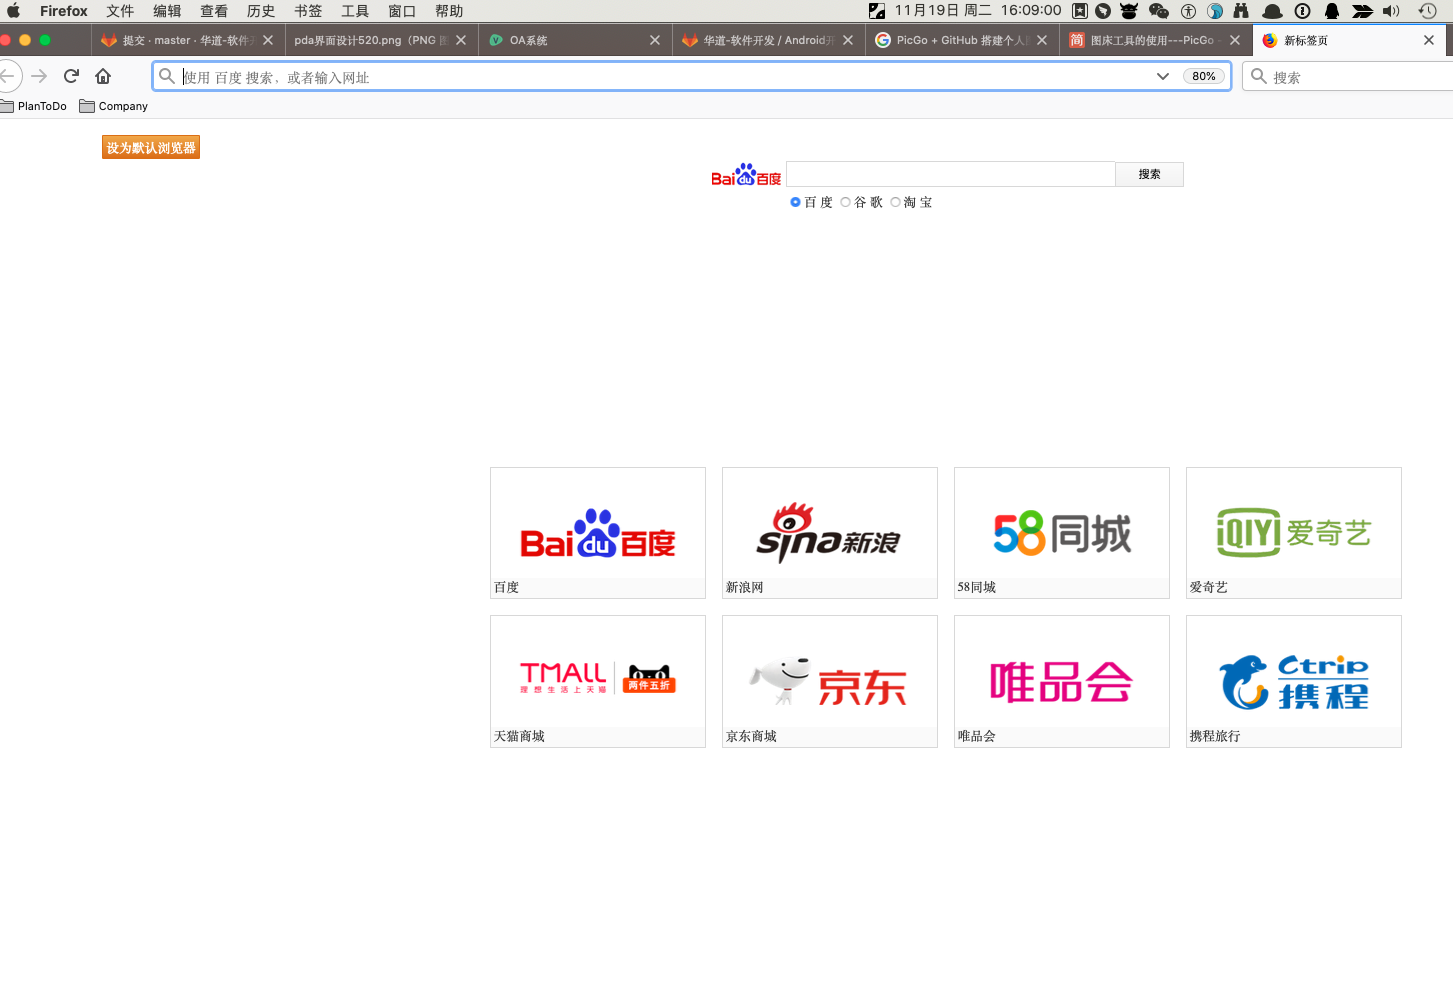 Firefox 文件 编辑 查看 历史 书签 工具 窗口 帮助 11月19日 周二 16:09:00
提交 · master · 华道-软件开 pda界面设计520.png（PNG 图 OA系统 华道-软件开发 / Android开 PicGo + GitHub 搭建个人图 图床工具的使用---PicGo - 新标签页
使用 百度 搜索，或者输入网址 80% 搜索
PlanToDo Company
设为默认浏览器
Bai du 百度 搜索
百 度 谷 歌 淘 宝
Bai du 百度 sina新浪 58同城 iQIYI 爱奇艺
百度 新浪网 58同城 爱奇艺
TMALL 理想生活上天猫 两件五折 京东 唯品会 Ctrip 携程
天猫商城 京东商城 唯品会 携程旅行